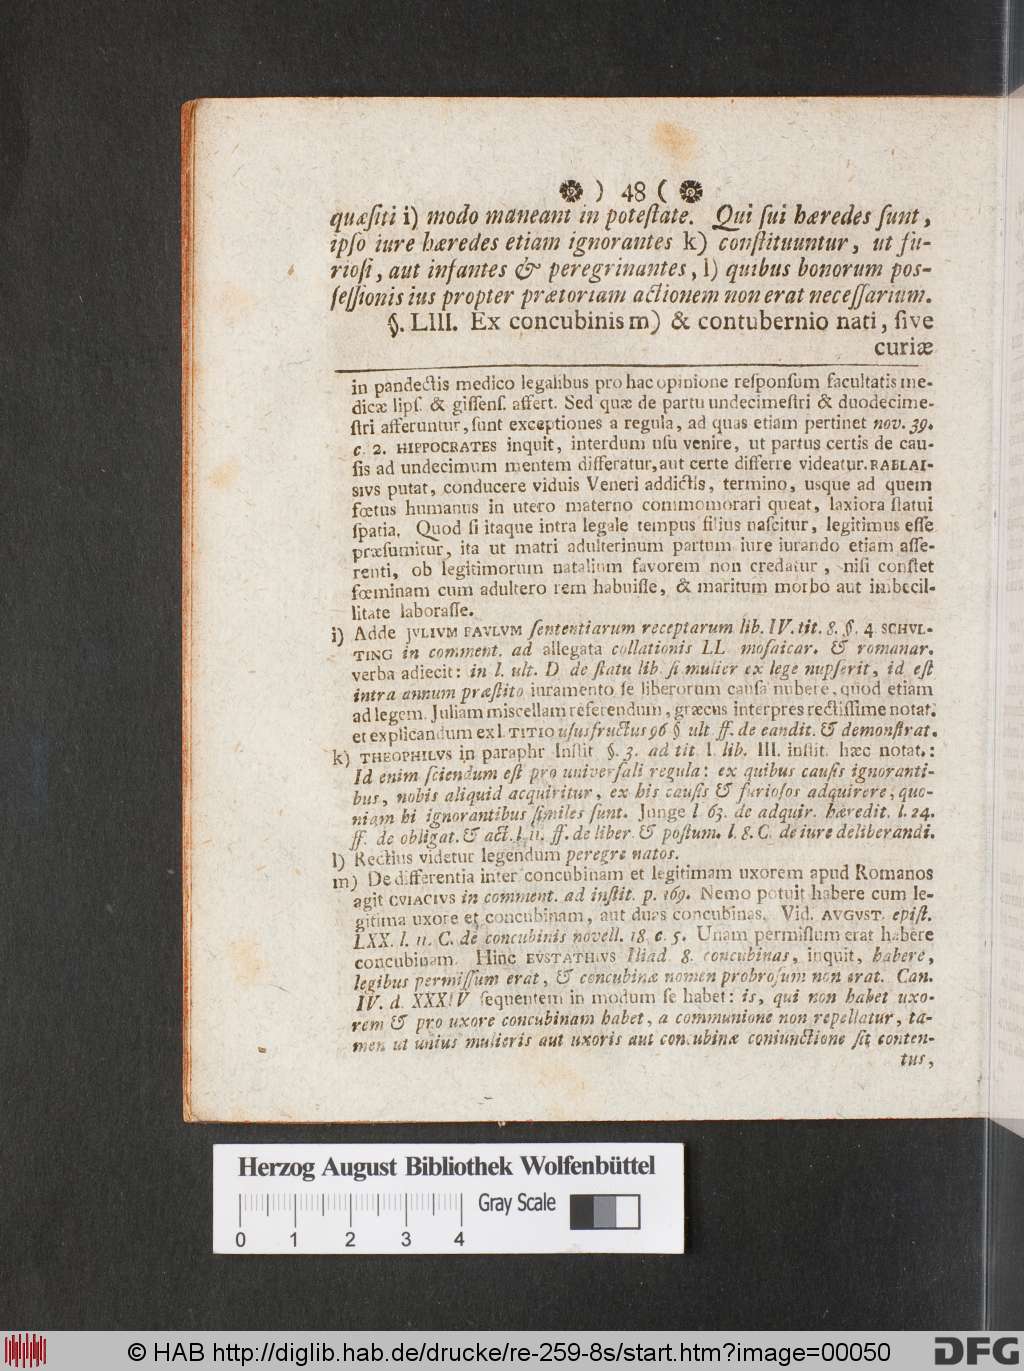 ) 48 (
quæſiti i) modo maneant in poteſtate. Qui ſui hæredes ſunt,
ipſo iure hæredes etiam ignorantes k) conſtituuntur, ut fu-
rioſi, aut infantes & peregrinantes, l) quibus bonorum poſ-
ſeſſionis ius propter prætoriam actionem non erat neceſſarium.
§. LIII. Ex concubinis m) & contubernio nati, ſive
curiæ
in pandectis medico legalibus pro hac opinione reſponſum facultatis me-
dicæ lipſ. & giſſenſ. affert. Sed quæ de partu undecimeſtri & duodecime-
ſtri afferuntur, ſunt exceptiones a regula, ad quas etiam pertinet nov. 39.
c. 2. HIPPOCRATES inquit, interdum uſu venire, ut partus certis de cau-
ſis ad undecimum mentem differatur, aut certe differre videatur. RABLAI-
SIVS putat, conducere viduis Veneri addictis, termino, usque ad quem
fœtus humanus in utero materno commomorari queat, laxiora ſtatui
ſpatia. Quod ſi itaque intra legale tempus filius naſcitur, legitimus eſſe
præſumitur, ita ut matri adulterinum partum iure iurando etiam aſſe-
renti, ob legitimorum natalium favorem non credatur, niſi conſtet
fœminam cum adultero rem habuiſſe, & maritum morbo aut imbecil-
litate laboraſſe.
i) Adde JVLIVM PAVLVM ſententiarum receptarum lib. IV. tit. 8. §. 4 SCHVL-
TING in comment. ad allegata collationis LL moſaicar. & romanar.
verba adiecit: in l. ult. D de ſtatu lib. ſi mulier ex lege nupſerit, id eſt
intra annum præſtito iuramento ſe liberorum cauſa nubere, quod etiam
ad legem. Juliam miscellam referendum, græcus interpres rectiſſime notat.
et explicandum ex l. TITIO uſusfructus 96 § ult ff. de condit. & demonſtrat.
k) THEOPHILVS in paraphr Inſtit §. 3. ad tit l. lib. III. inſtit. hæc notat.:
Id enim ſciendum eſt pro univerſali regula: ex quibus cauſis ignoranti-
bus, nobis aliquid acquiritur, ex his cauſis & furioſos adquirere, quo-
niam hi ignorantibus ſimiles ſunt. Junge l 63. de adquir. hæredit. l. 24.
ff. de obligat. & act. l. 11. ff. de liber. & poſtum. l. 8. C. de iure deliberandi.
l) Rectius videtur legendum peregre natos.
m) De differentia inter concubinam et legitimam uxorem apud Romanos
agit CVIACIVS in comment. ad inſtit. p. 169. Nemo potuit habere cum le-
gitima uxore et concubinam, aut duas concubinas. Vid. AVGVST. epiſt.
LXX. l. 11. C. de concubinis novell. 18. c. 5. Unam permiſſum erat habere
concubinam. Hinc EVSTATHIVS Iliad. 8. concubinas, inquit, habere,
legibus permiſſum erat, & concubinæ nomen probroſum non erat. Can.
IV. d. XXXIV ſequentem in modum ſe habet: is, qui non habet uxo-
rem & pro uxore concubinam habet, a communione non repellatur, ta-
men ut unius mulieris aut uxoris aut concubinæ coniunctione ſit conten-
tus,
Herzog August Bibliothek Wolfenbüttel
Gray Scale
0 1 2 3 4
© HAB http://diglib.hab.de/drucke/re-259-8s/start.htm?image=00050
DFG